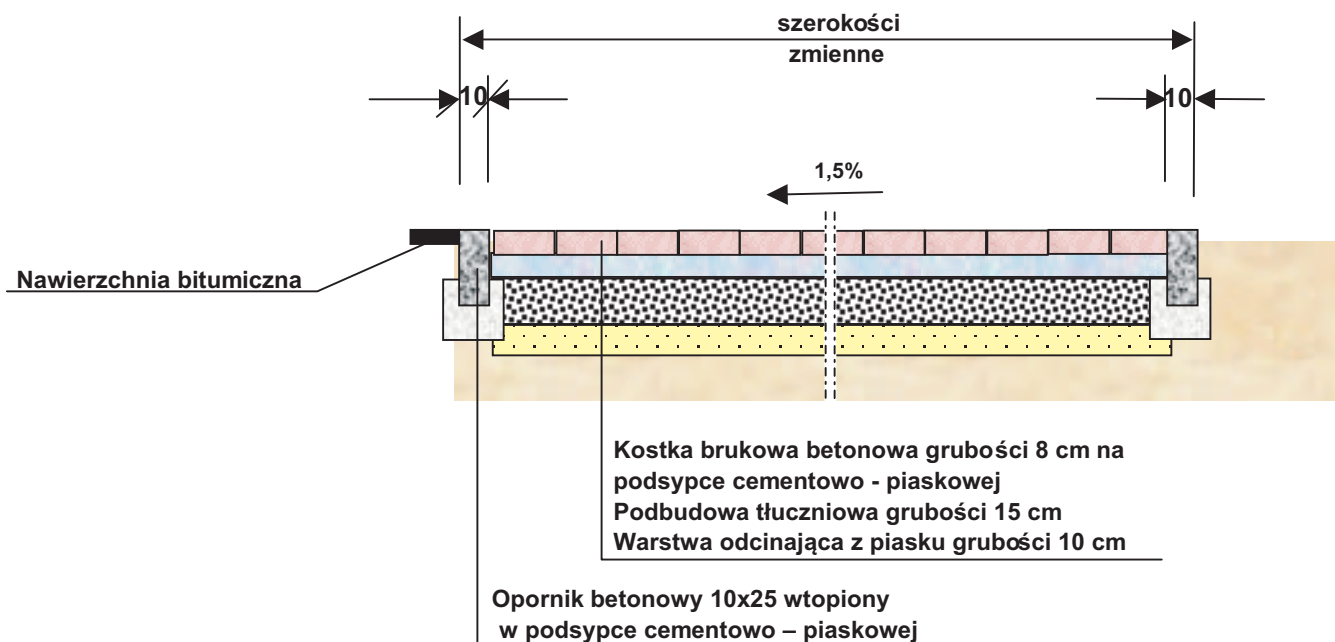 szerokości
zmienne
10
10
1,5%
Nawierzchnia bitumiczna
Kostka brukowa betonowa grubości 8 cm na
podsypce cementowo - piaskowej
Podbudowa tłuczniowa grubości 15 cm
Warstwa odcinająca z piasku grubości 10 cm
Opornik betonowy 10x25 wtopiony
w podsypce cementowo – piaskowej